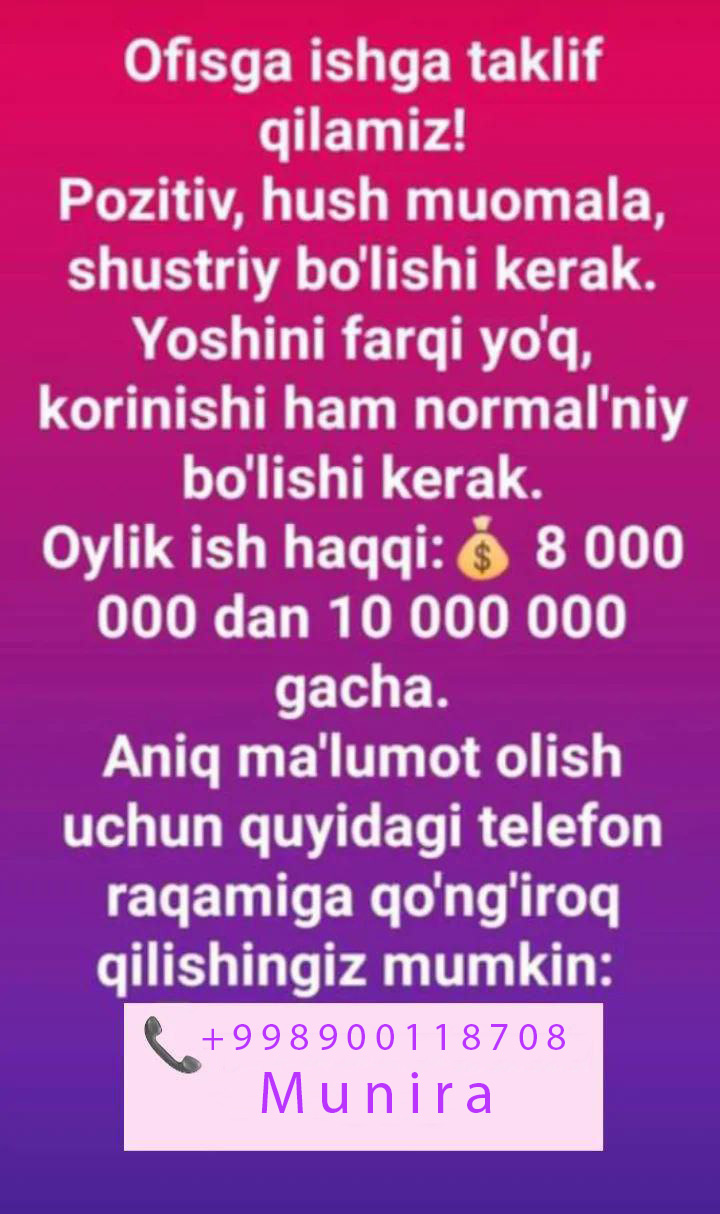 Ofisga ishga taklif
qilamiz!
Pozitiv, hush muomala,
shustriy bo'lishi kerak.
Yoshini farqi yo'q,
korinishi ham normal'niy
bo'lishi kerak.
Oylik ish haqqi: 💰 8 000
000 dan 10 000 000
gacha.
Aniq ma'lumot olish
uchun quyidagi telefon
raqamiga qo'ng'iroq
qilishingiz mumkin:
+998900118708
Munira